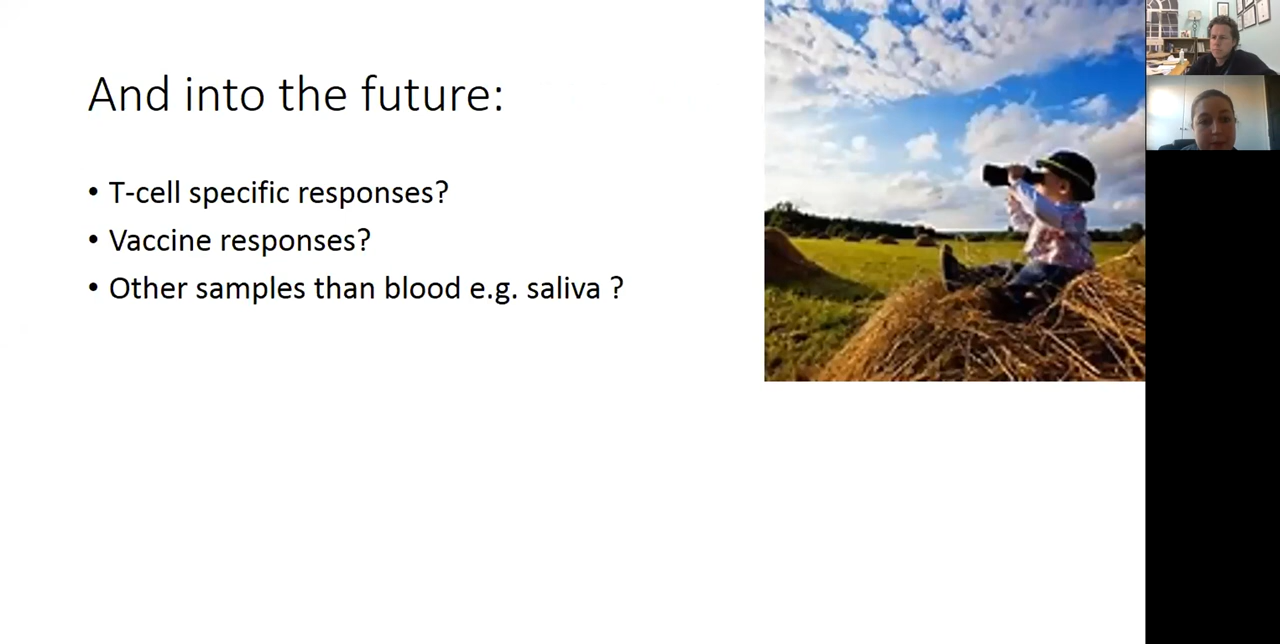 And into the future:
• T-cell specific responses?
• Vaccine responses?
• Other samples than blood e.g. saliva ?